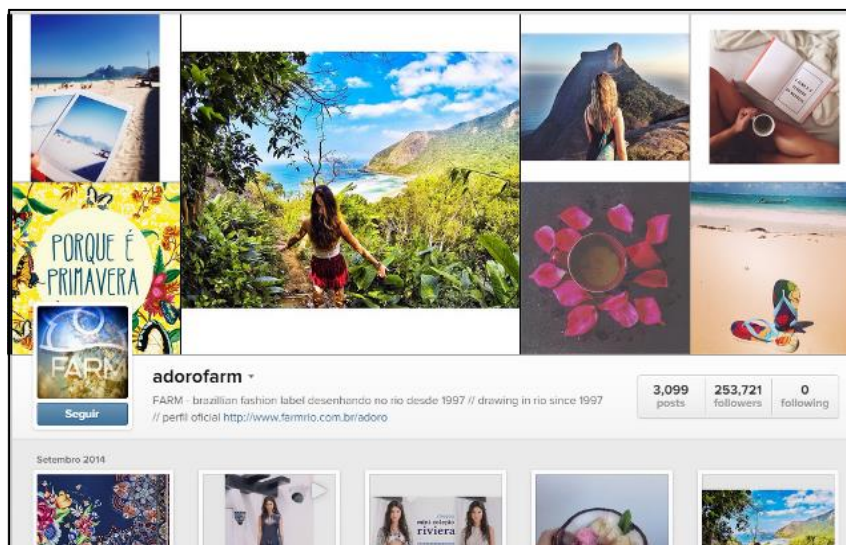 PORQUE É
PRIMAVERA
FARM
Seguir
adorofarm
FARM - brazillian fashion label desenhando no rio desde 1997 // drawing in rio since 1997
// perfil oficial http://www.farmrio.com.br/adoro
3,099
posts
253,721
followers
0
following
Setembro 2014
mini coleção
riviera